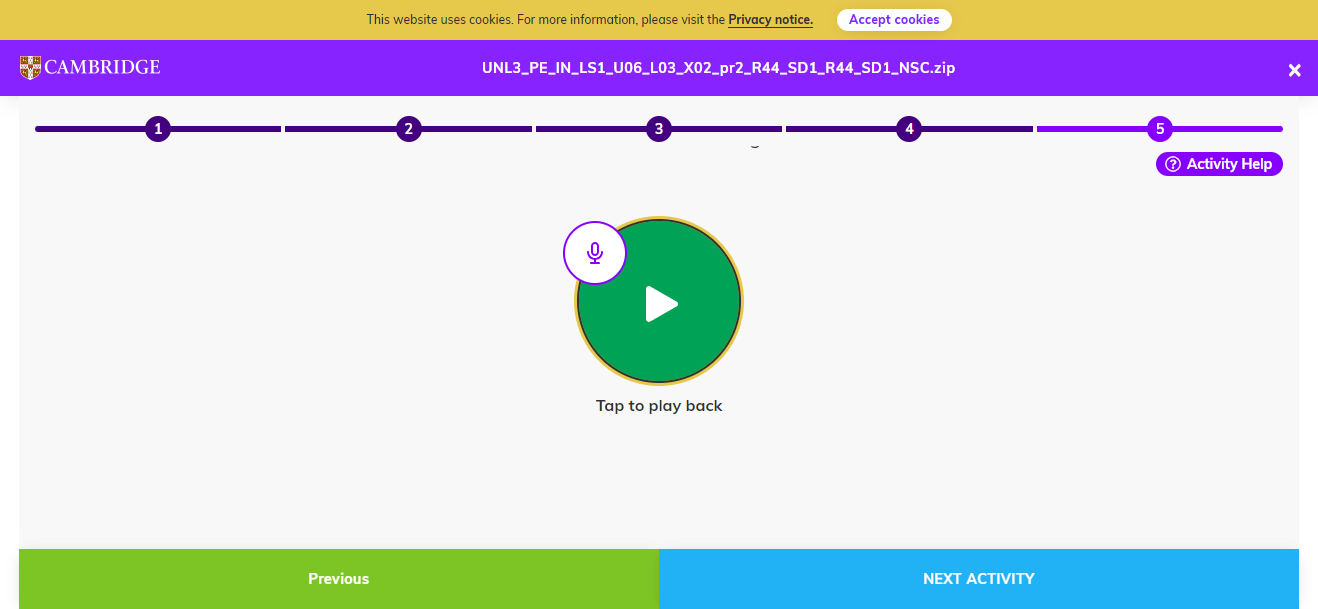 This website uses cookies. For more information, please visit the Privacy notice.
Accept cookies
CAMBRIDGE
UNL3_PE_IN_LS1_U06_L03_X02_pr2_R44_SD1_R44_SD1_NSC.zip
1
2
3
4
5
Activity Help
Tap to play back
Previous
NEXT ACTIVITY